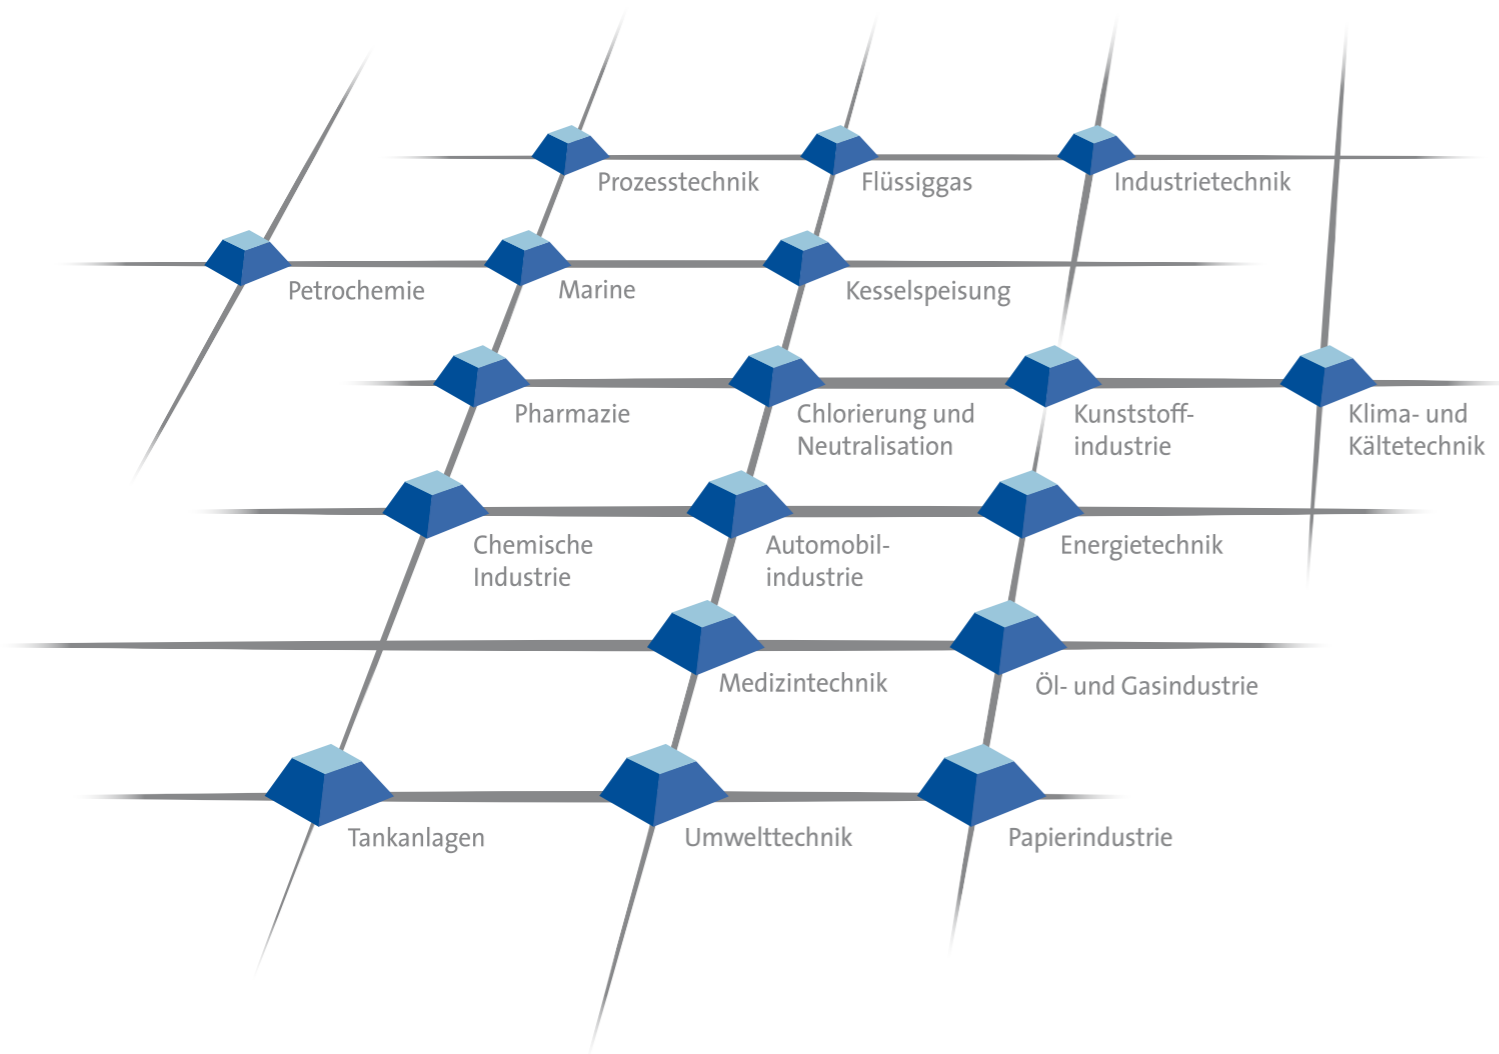 Prozesstechnik
Flüssiggas
Industrietechnik
Petrochemie
Marine
Kesselspeisung
Pharmazie
Chlorierung und
Neutralisation
Kunststoff-
industrie
Klima- und
Kältetechnik
Chemische
Industrie
Automobil-
industrie
Energietechnik
Medizintechnik
Öl- und Gasindustrie
Tankanlagen
Umwelttechnik
Papierindustrie